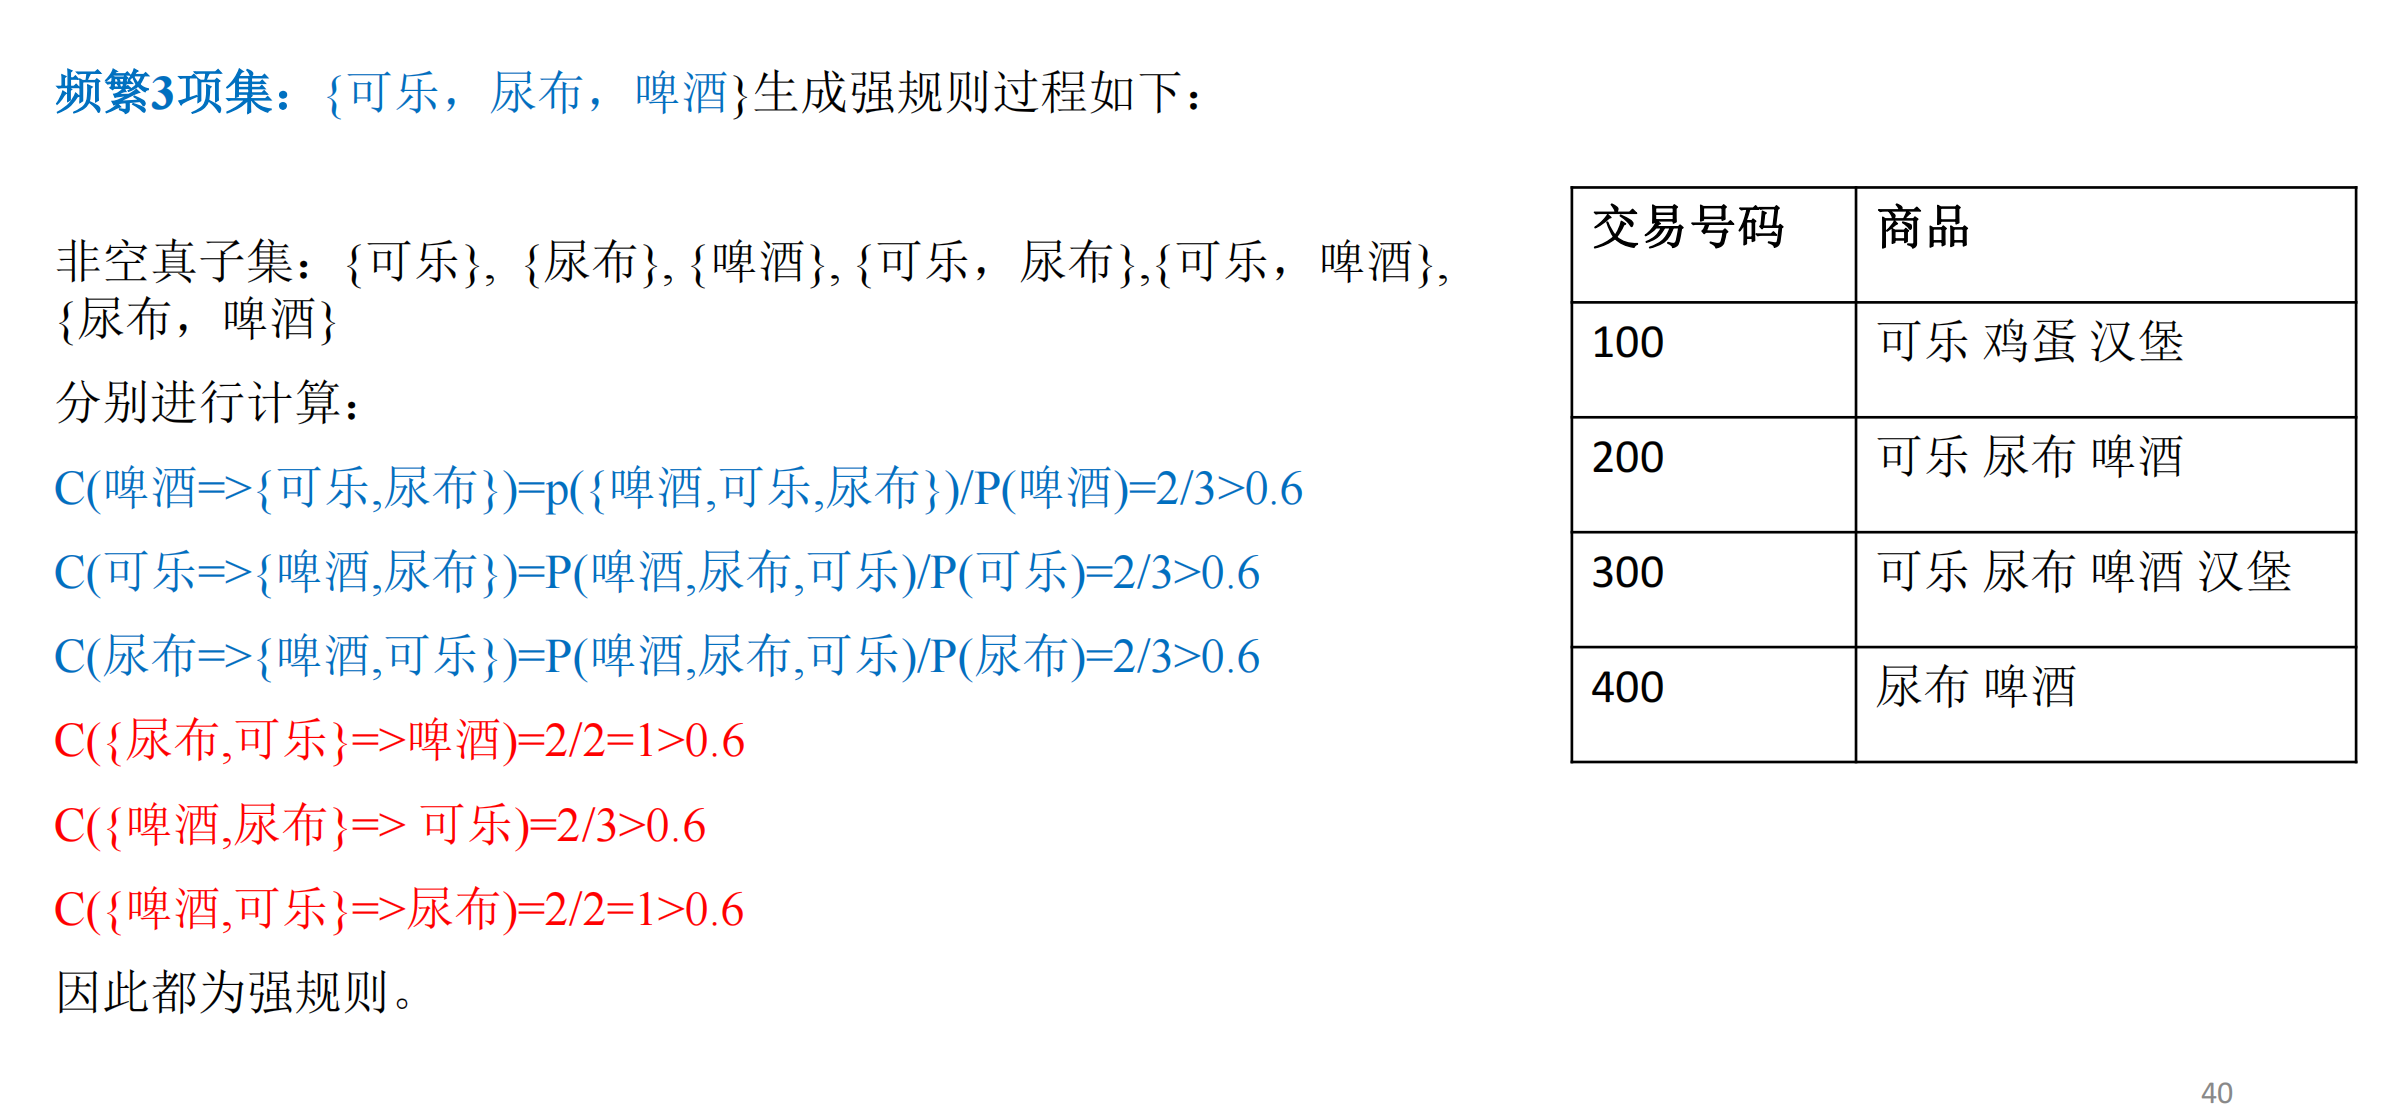 频繁3项集：{可乐，尿布，啤酒}生成强规则过程如下：
非空真子集：{可乐}, {尿布}, {啤酒}, {可乐，尿布},{可乐，啤酒},
{尿布，啤酒}
分别进行计算：
C(啤酒=>{可乐,尿布})=p({啤酒,可乐,尿布})/P(啤酒)=2/3>0.6
C(可乐=>{啤酒,尿布})=P(啤酒,尿布,可乐)/P(可乐)=2/3>0.6
C(尿布=>{啤酒,可乐})=P(啤酒,尿布,可乐)/P(尿布)=2/3>0.6
C({尿布,可乐}=>啤酒)=2/2=1>0.6
C({啤酒,尿布}=> 可乐)=2/3>0.6
C({啤酒,可乐}=>尿布)=2/2=1>0.6
因此都为强规则。
交易号码 商品
100 可乐 鸡蛋 汉堡
200 可乐 尿布 啤酒
300 可乐 尿布 啤酒 汉堡
400 尿布 啤酒
40